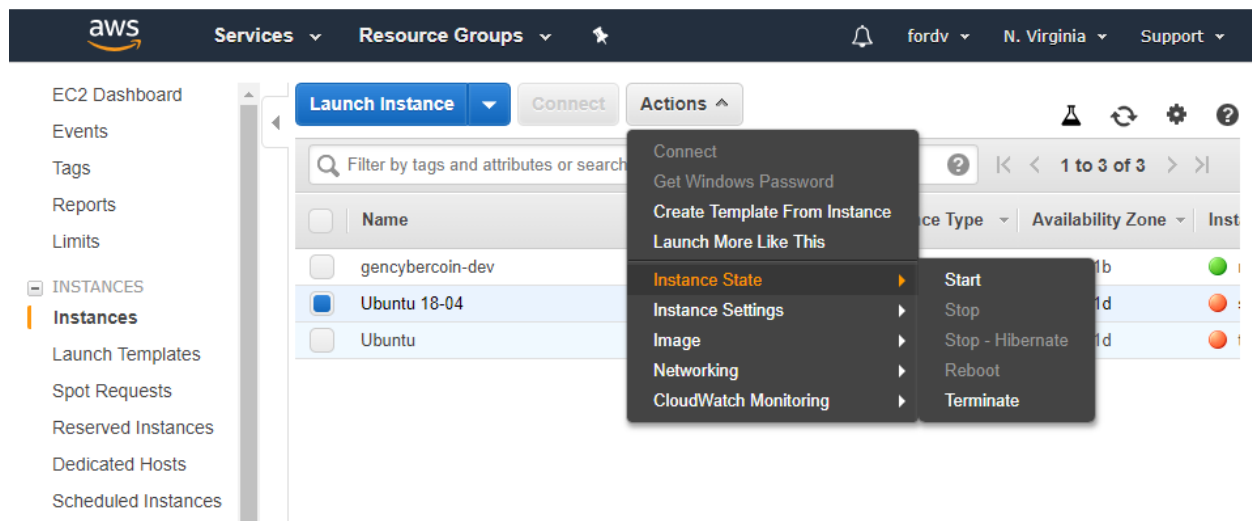 aws Services Resource Groups fordv N. Virginia Support
EC2 Dashboard
Events
Tags
Reports
Limits
INSTANCES
Instances
Launch Templates
Spot Requests
Reserved Instances
Dedicated Hosts
Scheduled Instances
Launch Instance Connect Actions
Filter by tags and attributes or search
1 to 3 of 3
Name ce Type Availability Zone Inst
gencybercoin-dev 1b
Ubuntu 18-04 1d
Ubuntu 1d
Connect
Get Windows Password
Create Template From Instance
Launch More Like This
Instance State
Instance Settings
Image
Networking
CloudWatch Monitoring
Start
Stop
Stop - Hibernate
Reboot
Terminate